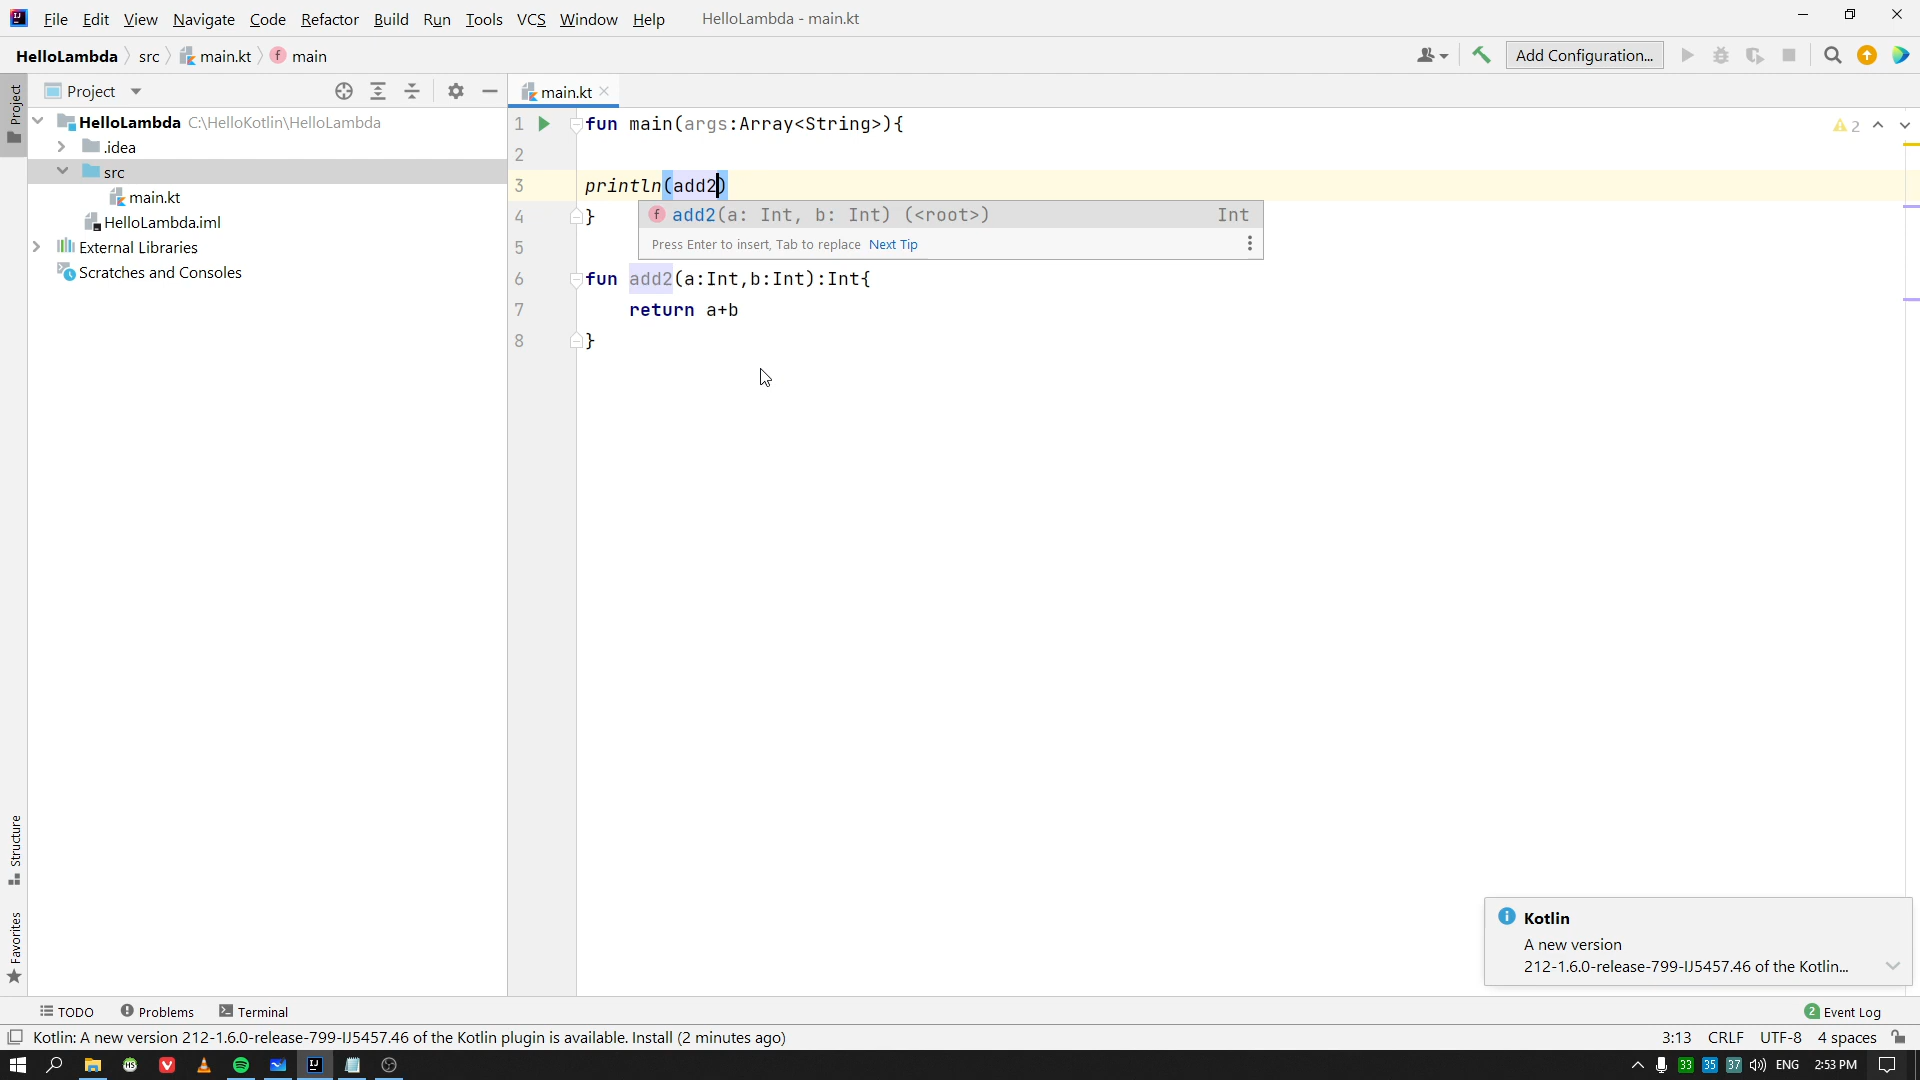 File Edit View Navigate Code Refactor Build Run Tools VCS Window Help HelloLambda - main.kt
HelloLambda src main.kt main Add Configuration...
Project main.kt
HelloLambda C:\HelloKotlin\HelloLambda
.idea
src
main.kt
HelloLambda.iml
External Libraries
Scratches and Consoles
Project
Structure
Favorites
1 fun main(args:Array<String>){ 2
2
3 println(add2)
4 }
add2(a: Int, b: Int) (<root>) Int
Press Enter to insert, Tab to replace Next Tip
5
6 fun add2(a:Int,b:Int):Int{
7 return a+b
8 }
Kotlin
A new version
212-1.6.0-release-799-IJ5457.46 of the Kotlin...
TODO Problems Terminal 2 Event Log
Kotlin: A new version 212-1.6.0-release-799-IJ5457.46 of the Kotlin plugin is available. Install (2 minutes ago) 3:13 CRLF UTF-8 4 spaces
33 35 37 ENG 2:53 PM